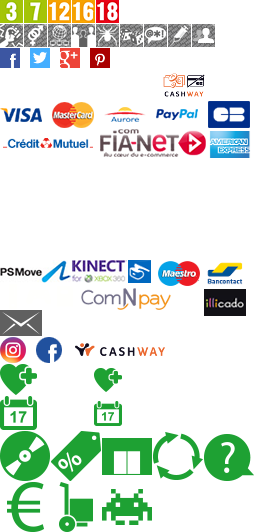 3 7 12 16 18
f g+
CASHWAY
VISA MasterCard Aurore PayPal CB
Crédit Mutuel .com FIA-NET Au cœur du e-commerce AMERICAN EXPRESS
PSMove KINECT for XBOX 360 Maestro Bancontact
ComNpay illicado
f CASHWAY
17 17
%
?
€